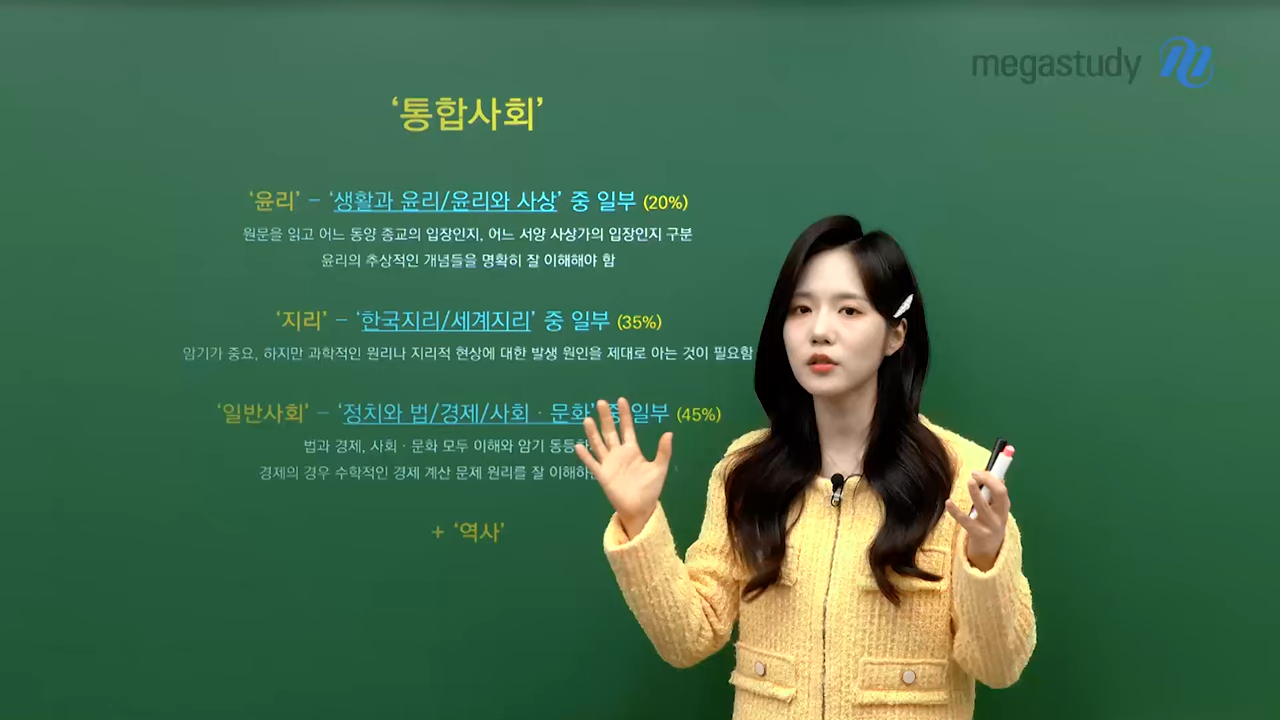 megastudy
‘통합사회’
‘윤리’ – ‘생활과 윤리/윤리와 사상’ 중 일부 (20%)
원문을 읽고 어느 동양 종교의 입장인지, 어느 서양 사상가의 입장인지 구분
윤리의 추상적인 개념들을 명확히 잘 이해해야 함
‘지리’ – ‘한국지리/세계지리’ 중 일부 (35%)
암기가 중요, 하지만 과학적인 원리나 지리적 현상에 대한 발생 원인을 제대로 아는 것이 필요함
‘일반사회’ – ‘정치와 법/경제/사회 · 문화’ 중 일부 (45%)
법과 경제, 사회 · 문화 모두 이해와 암기
경제의 경우 수학적인 경제 계산 문제 원리를 잘
+ ‘역사’